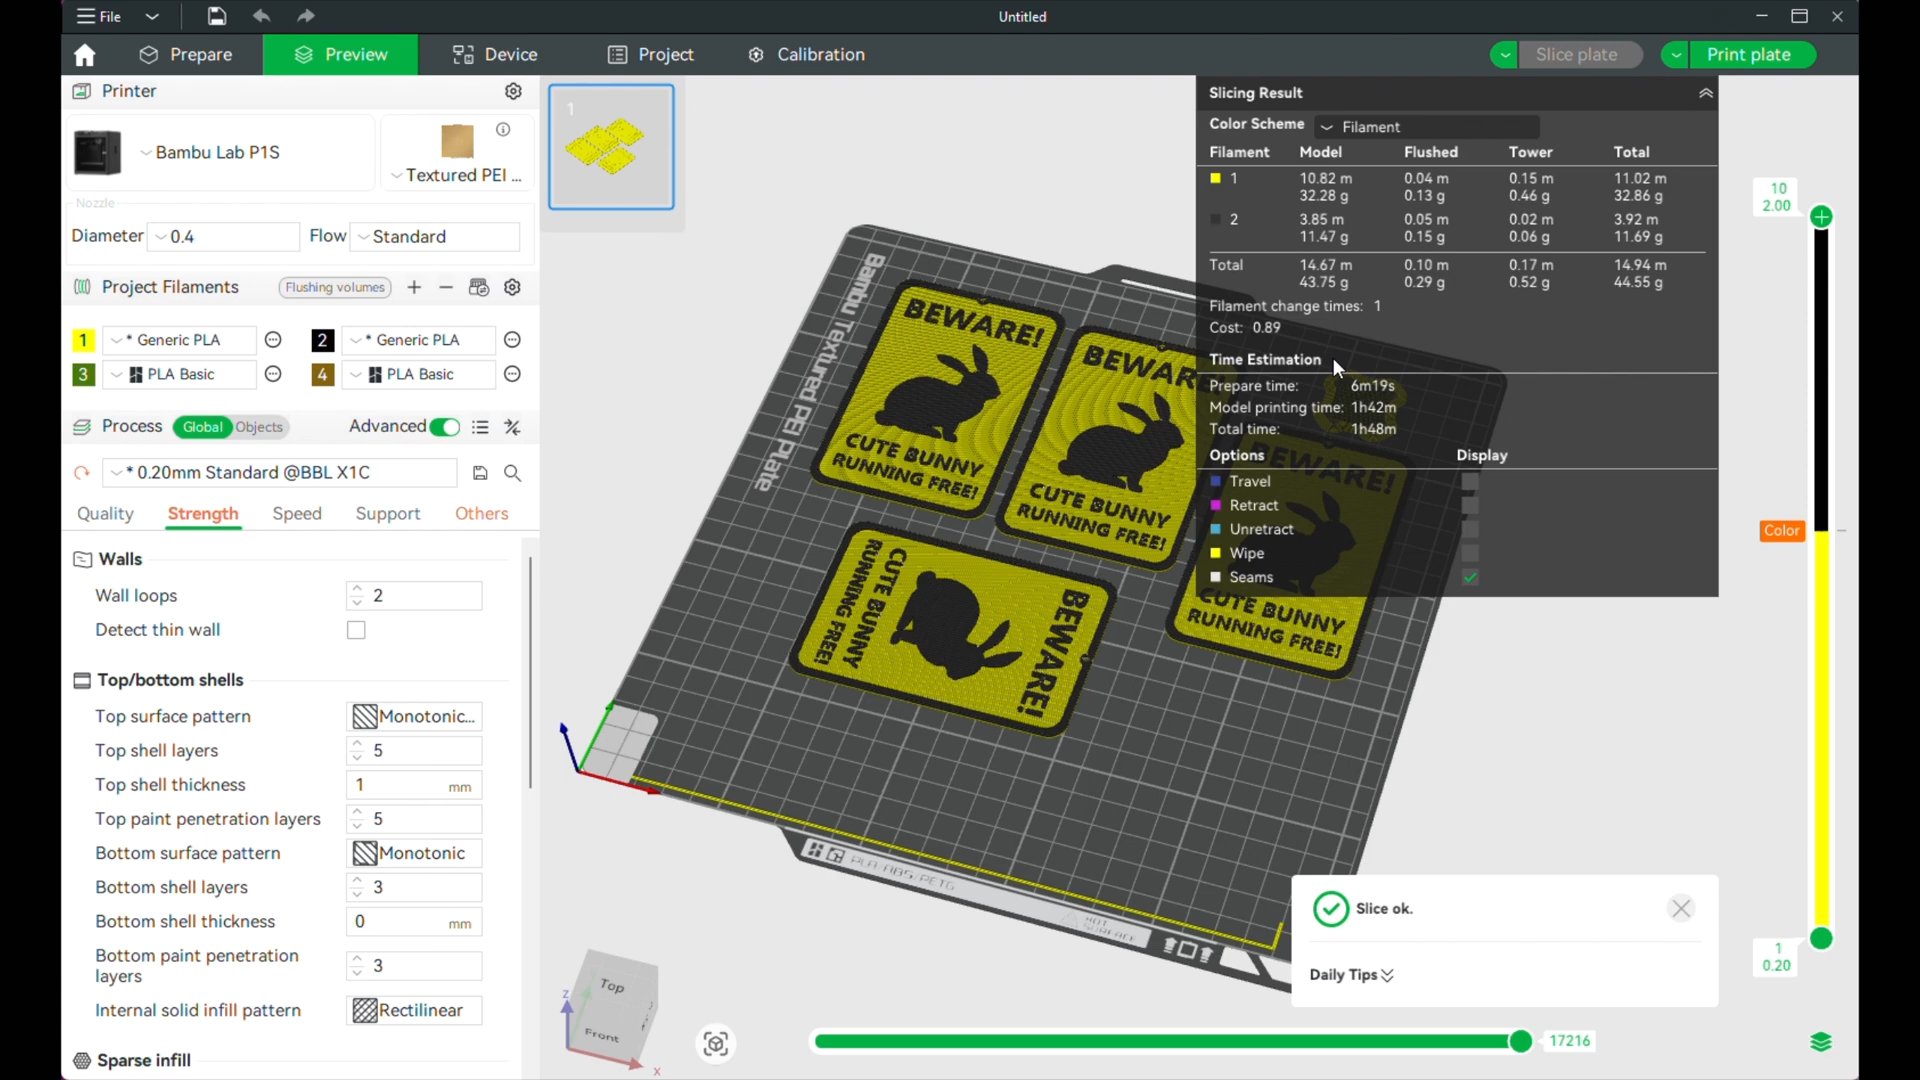 File
Untitled
Prepare
Preview
Device
Project
Calibration
Slice plate
Print plate
Printer
Bambu Lab P1S
Textured PEI ...
Nozzle
Diameter 0.4 Flow Standard
Project Filaments Flushing volumes
1 * Generic PLA 2 * Generic PLA
3 PLA Basic 4 PLA Basic
Process Global Objects Advanced
* 0.20mm Standard @BBL X1C
Quality Strength Speed Support Others
Walls
Wall loops 2
Detect thin wall
Top/bottom shells
Top surface pattern Monotonic...
Top shell layers 5
Top shell thickness 1 mm
Top paint penetration layers 5
Bottom surface pattern Monotonic
Bottom shell layers 3
Bottom shell thickness 0 mm
Bottom paint penetration
layers 3
Internal solid infill pattern Rectilinear
Sparse infill
1
Bambu Textured PEI Plate
BEWARE!
CUTE BUNNY
RUNNING FREE!
BEWARE
CUTE BUNNY
RUNNING FREE!
BEWARE!
CUTE BUNNY
RUNNING FREE!
BEWARE!
CUTE BUNNY
RUNNING FREE!
PLA/ABS/PETG
HOT
SURFACE
Slicing Result
Color Scheme Filament
Filament Model Flushed Tower Total
1 10.82 m 0.04 m 0.15 m 11.02 m
32.28 g 0.13 g 0.46 g 32.86 g
2 3.85 m 0.05 m 0.02 m 3.92 m
11.47 g 0.15 g 0.06 g 11.69 g
Total 14.67 m 0.10 m 0.17 m 14.94 m
43.75 g 0.29 g 0.52 g 44.55 g
Filament change times: 1
Cost: 0.89
Time Estimation
Prepare time: 6m19s
Model printing time: 1h42m
Total time: 1h48m
Options Display
Travel
Retract
Unretract
Wipe
Seams
10
2.00
Color
1
0.20
Slice ok.
Daily Tips
Top
Front
z
x
17216